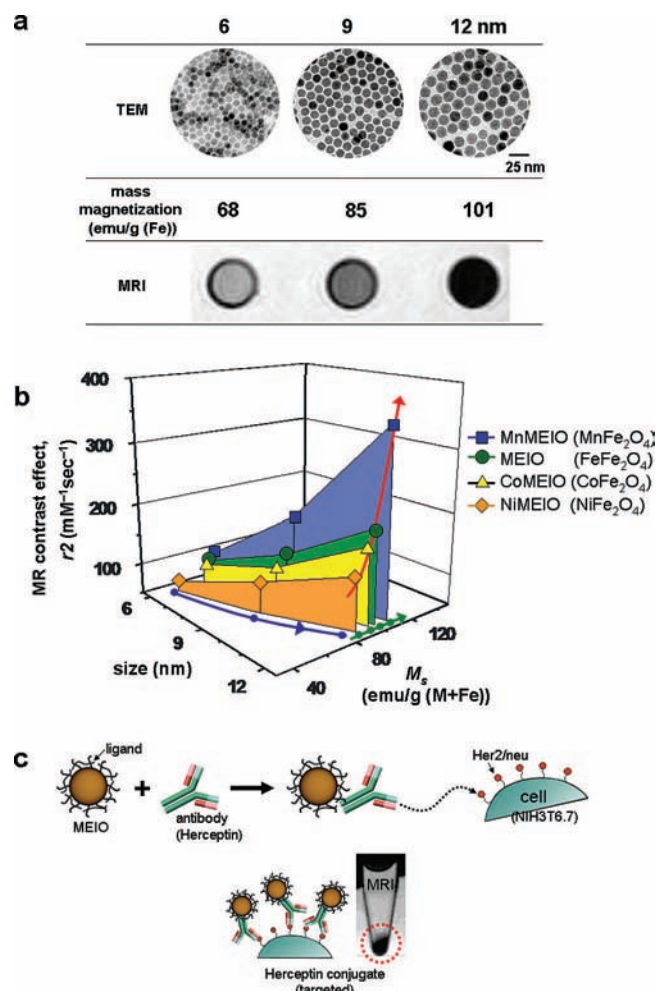 a
6 9 12 nm
TEM
25 nm
mass
magnetization
(emu/g (Fe))
68 85 101
MRI
b
MR contrast effect,
r2 (mM⁻¹sec⁻¹)
400
300
200
100
6
9
12
size (nm)
40
80
120
Ms
(emu/g (M+Fe))
MnMEIO (MnFe₂O₄)
MEIO (FeFe₂O₄)
CoMEIO (CoFe₂O₄)
NiMEIO (NiFe₂O₄)
c
ligand
MEIO
+
antibody
(Herceptin)
Her2/neu
cell
(NIH3T6.7)
MRI
Herceptin conjugate
(targeted)